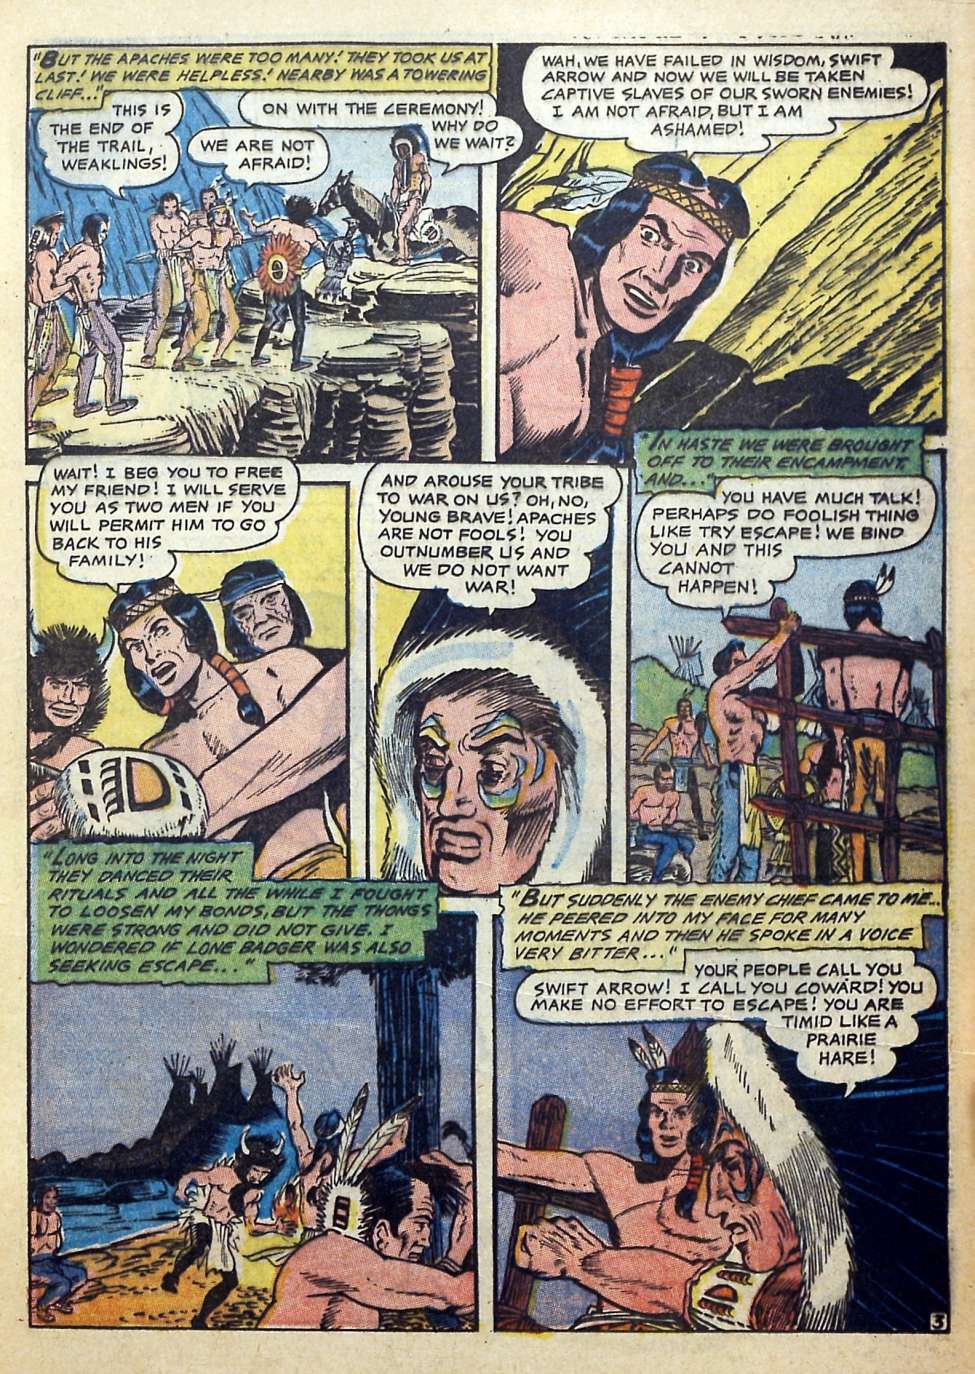 "BUT THE APACHES WERE TOO MANY! THEY TOOK US AT
LAST! WE WERE HELPLESS! NEARBY WAS A TOWERING
CLIFF..."
THIS IS
THE END OF
THE TRAIL,
WEAKLINGS!
WE ARE NOT
AFRAID!
ON WITH THE CEREMONY!
WHY DO
WE WAIT?
WAH, WE HAVE FAILED IN WISDOM, SWIFT
ARROW AND NOW WE WILL BE TAKEN
CAPTIVE SLAVES OF OUR SWORN ENEMIES!
I AM NOT AFRAID, BUT I AM
ASHAMED!
WAIT! I BEG YOU TO FREE
MY FRIEND! I WILL SERVE
YOU AS TWO MEN IF YOU
WILL PERMIT HIM TO GO
BACK TO HIS
FAMILY!
AND AROUSE YOUR TRIBE
TO WAR ON US? OH, NO,
YOUNG BRAVE! APACHES
ARE NOT FOOLS! YOU
OUTNUMBER US AND
WE DO NOT WANT
WAR!
"IN HASTE WE WERE BROUGHT
OFF TO THEIR ENCAMPMENT
AND..."
YOU HAVE MUCH TALK!
PERHAPS DO FOOLISH THING
LIKE TRY ESCAPE! WE BIND
YOU AND THIS
CANNOT
HAPPEN!
"LONG INTO THE NIGHT
THEY DANCED THEIR
RITUALS AND ALL THE WHILE I FOUGHT
TO LOOSEN MY BONDS, BUT THE THONGS
WERE STRONG AND DID NOT GIVE. I
WONDERED IF LONE BADGER WAS ALSO
SEEKING ESCAPE..."
"BUT SUDDENLY THE ENEMY CHIEF CAME TO ME..
HE PEERED INTO MY FACE FOR MANY
MOMENTS AND THEN HE SPOKE IN A VOICE
VERY BITTER..."
YOUR PEOPLE CALL YOU
SWIFT ARROW! I CALL YOU COWARD! YOU
MAKE NO EFFORT TO ESCAPE! YOU ARE
TIMID LIKE A
PRAIRIE
HARE!
3